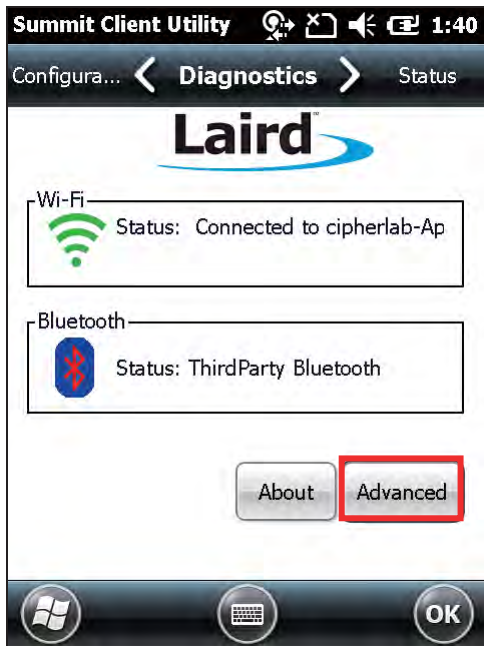 Summit Client Utility 1:40
Configura... Diagnostics Status
Laird™
Wi-Fi
Status: Connected to cipherlab-Ap
Bluetooth
Status: ThirdParty Bluetooth
About Advanced
OK